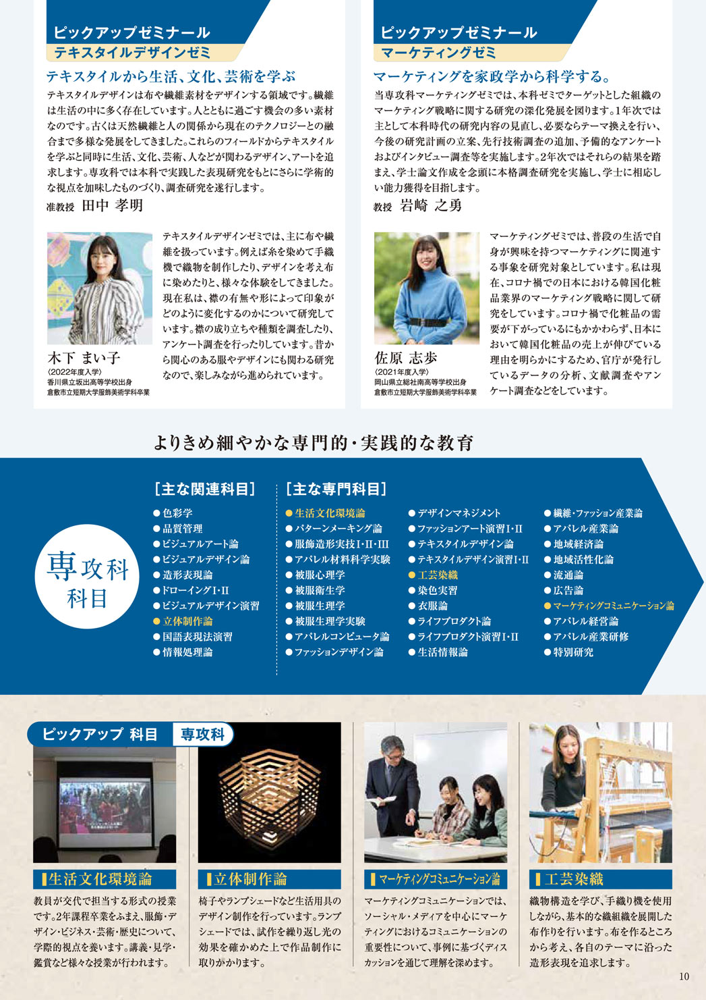 ピックアップゼミナール
テキスタイルデザインゼミ
テキスタイルから生活、文化、芸術を学ぶ
テキスタイルデザインは布や繊維素材をデザインする領域です。繊維
は生活の中に多く存在しています。人とともに過ごす機会の多い素材
なのです。古くは天然繊維と人の関係から現在のテクノロジーとの融
合まで多様な発展をしてきました。これらのフィールドからテキスタイル
を学ぶと同時に生活、文化、芸術、人などが関わるデザイン、アートを追
求します。専攻科では本科で実践した表現研究をもとにさらに学術的
な視点を加味したものづくり、調査研究を遂行します。
准教授 田中 孝明
テキスタイルデザインゼミでは、主に布や繊
維を扱っています。例えば糸を染めて手織
機で織物を制作したり、デザインを考え布
に染めたりと、様々な体験をしてきました。
現在私は、襟の有無や形によって印象が
どのように変化するのかについて研究して
います。襟の成り立ちや種類を調査したり、
アンケート調査を行ったりしています。昔か
ら関心のある服やデザインにも関わる研究
なので、楽しみながら進められています。
木下 まい子
〈2022年度入学〉
香川県立坂出高等学校出身
倉敷市立短期大学服飾美術学科卒業
ピックアップゼミナール
マーケティングゼミ
マーケティングを家政学から科学する。
当専攻科マーケティングゼミでは、本科ゼミでターゲットとした組織の
マーケティング戦略に関する研究の深化発展を図ります。1年次では
主として本科時代の研究内容の見直し、必要ならテーマ換えを行い、
今後の研究計画の立案、先行技術調査の追加、予備的なアンケート
およびインタビュー調査等を実施します。2年次ではそれらの結果を踏
まえ、学士論文作成を念頭に本格調査研究を実施し、学士に相応し
い能力獲得を目指します。
教授 岩崎 之勇
マーケティングゼミでは、普段の生活で自
身が興味を持つマーケティングに関連す
る事象を研究対象としています。私は現
在、コロナ禍での日本における韓国化粧
品業界のマーケティング戦略に関して研
究をしています。コロナ禍で化粧品の需
要が下がっているにもかかわらず、日本に
おいて韓国化粧品の売上が伸びている
理由を明らかにするため、官庁が発行し
ているデータの分析、文献調査やアン
ケート調査などをしています。
佐原 志歩
〈2021年度入学〉
岡山県立総社南高等学校出身
倉敷市立短期大学服飾美術学科卒業
よりきめ細やかな専門的・実践的な教育
専攻科
科目
［主な関連科目］
●色彩学
●品質管理
●ビジュアルアート論
●ビジュアルデザイン論
●造形表現論
●ドローイングI・II
●ビジュアルデザイン演習
●立体制作論
●国語表現法演習
●情報処理論
［主な専門科目］
●生活文化環境論
●パターンメーキング論
●服飾造形実技I・II・III
●アパレル材料科学実験
●被服心理学
●被服衛生学
●被服生理学
●被服生理学実験
●アパレルコンピュータ論
●ファッションデザイン論
●デザインマネジメント
●ファッションアート演習I・II
●テキスタイルデザイン論
●テキスタイルデザイン演習I・II
●工芸染織
●染色実習
●衣服論
●ライフプロダクト論
●ライフプロダクト演習I・II
●生活情報論
●繊維・ファッション産業論
●アパレル産業論
●地域経済論
●地域活性化論
●流通論
●広告論
●マーケティングコミュニケーション論
●アパレル経営論
●アパレル産業研修
●特別研究
ピックアップ 科目 専攻科
生活文化環境論
教員が交代で担当する形式の授業
です。2年課程卒業をふまえ、服飾・デ
ザイン・ビジネス・芸術・歴史について、
学際的視点を養います。講義・見学・
鑑賞など様々な授業が行われます。
立体制作論
椅子やランプシェードなど生活用具の
デザイン制作を行っています。ランプ
シェードでは、試作を繰り返し光の
効果を確かめた上で作品制作に
取りかかります。
マーケティングコミュニケーション論
マーケティングコミュニケーションでは、
ソーシャル・メディアを中心にマーケ
ティングにおけるコミュニケーションの
重要性について、事例に基づくディス
カッションを通じて理解を深めます。
工芸染織
織物構造を学び、手織り機を使用
しながら、基本的な織組織を展開した
布作りを行います。布を作るところ
から考え、各自のテーマに沿った
造形表現を追求します。
10